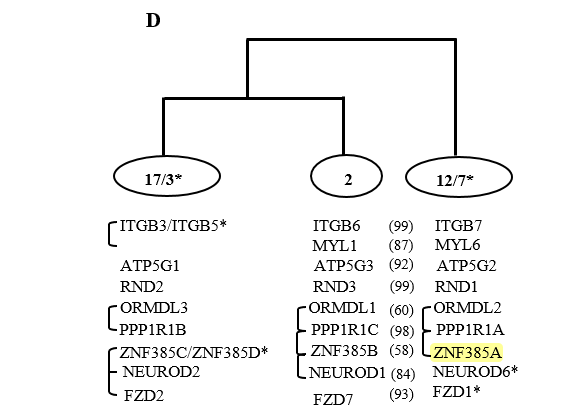 D
17/3* 2 12/7*
ITGB3/ITGB5* ITGB6 (99) ITGB7
MYL1 (87) MYL6
ATP5G1 ATP5G3 (92) ATP5G2
RND2 RND3 (99) RND1
ORMDL3 ORMDL1 (60) ORMDL2
PPP1R1B PPP1R1C (98) PPP1R1A
ZNF385C/ZNF385D* ZNF385B (58) ZNF385A
NEUROD2 NEUROD1 (84) NEUROD6*
FZD2 FZD7 (93) FZD1*